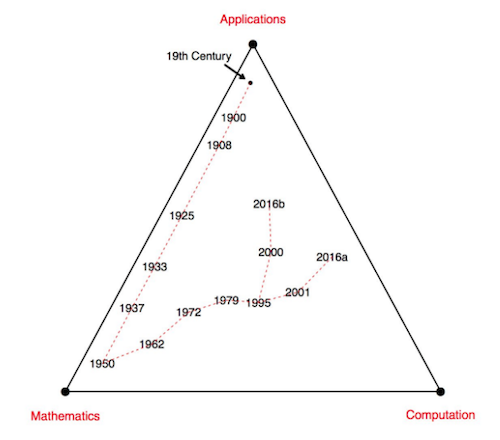 Applications
19th Century
1900
1908
2016b
1925
2000
2016a
1933
2001
1979
1995
1937
1972
1962
1950
Mathematics
Computation